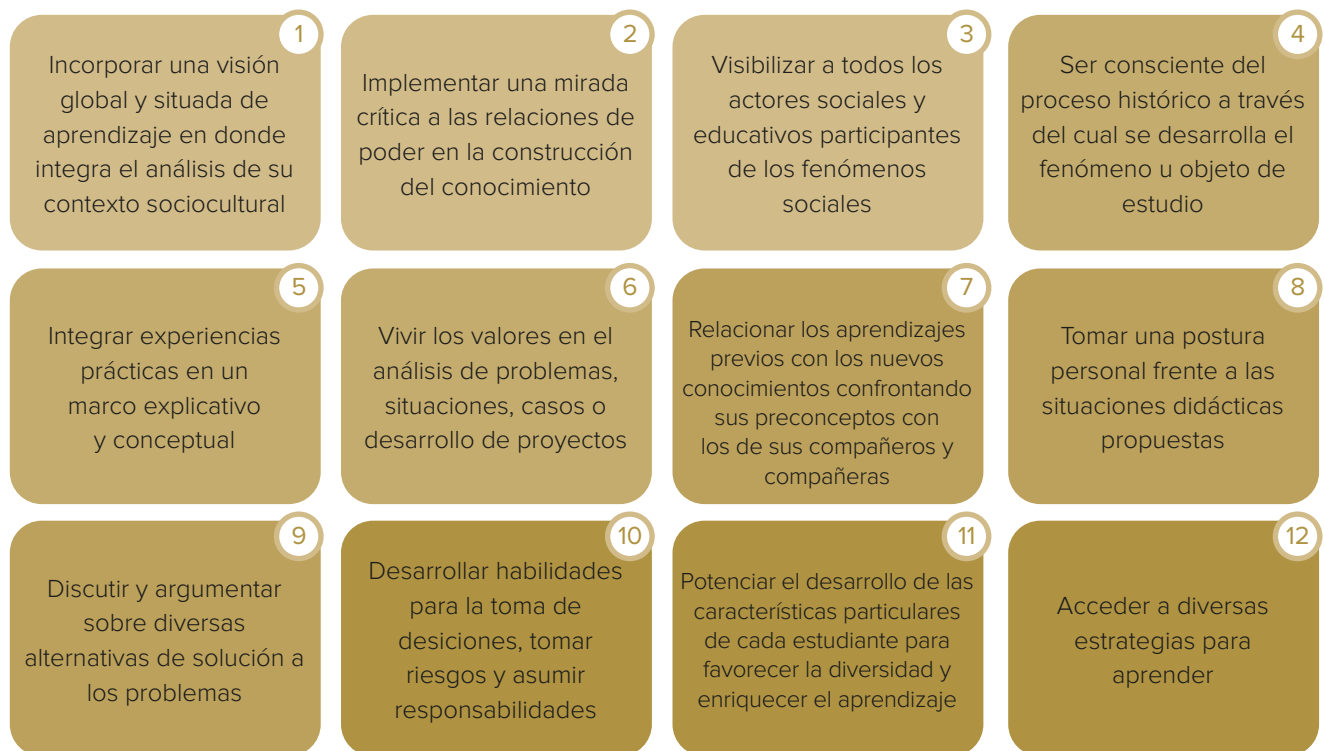 1
Incorporar una visión
global y situada de
aprendizaje en donde
integra el análisis de su
contexto sociocultural
2
Implementar una mirada
crítica a las relaciones de
poder en la construcción
del conocimiento
3
Visibilizar a todos los
actores sociales y
educativos participantes
de los fenómenos
sociales
4
Ser consciente del
proceso histórico a través
del cual se desarrolla el
fenómeno u objeto de
estudio
5
Integrar experiencias
prácticas en un
marco explicativo
y conceptual
6
Vivir los valores en el
análisis de problemas,
situaciones, casos o
desarrollo de proyectos
7
Relacionar los aprendizajes
previos con los nuevos
conocimientos confrontando
sus preconceptos con
los de sus compañeros y
compañeras
8
Tomar una postura
personal frente a las
situaciones didácticas
propuestas
9
Discutir y argumentar
sobre diversas
alternativas de solución a
los problemas
10
Desarrollar habilidades
para la toma de
desiciones, tomar
riesgos y asumir
responsabilidades
11
Potenciar el desarrollo de las
características particulares
de cada estudiante para
favorecer la diversidad y
enriquecer el aprendizaje
12
Acceder a diversas
estrategias para
aprender